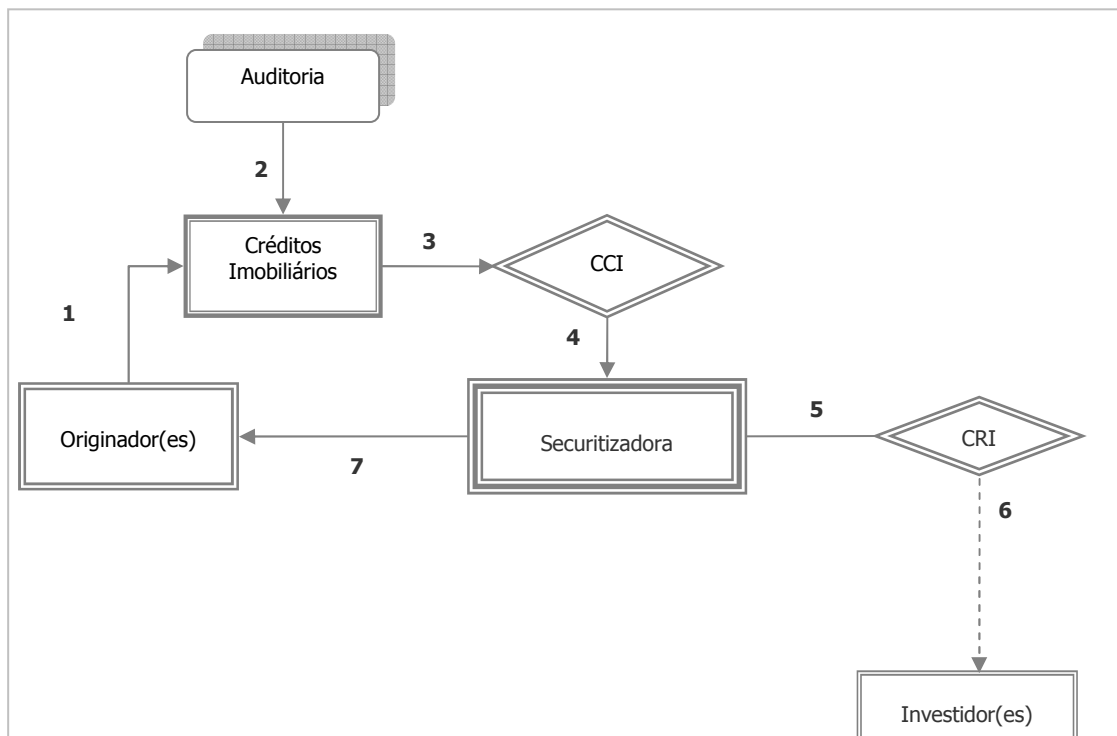 Auditoria
2
Créditos
Imobiliários
3
CCI
1
4
Originador(es)
7
Securitizadora
5
CRI
6
Investidor(es)